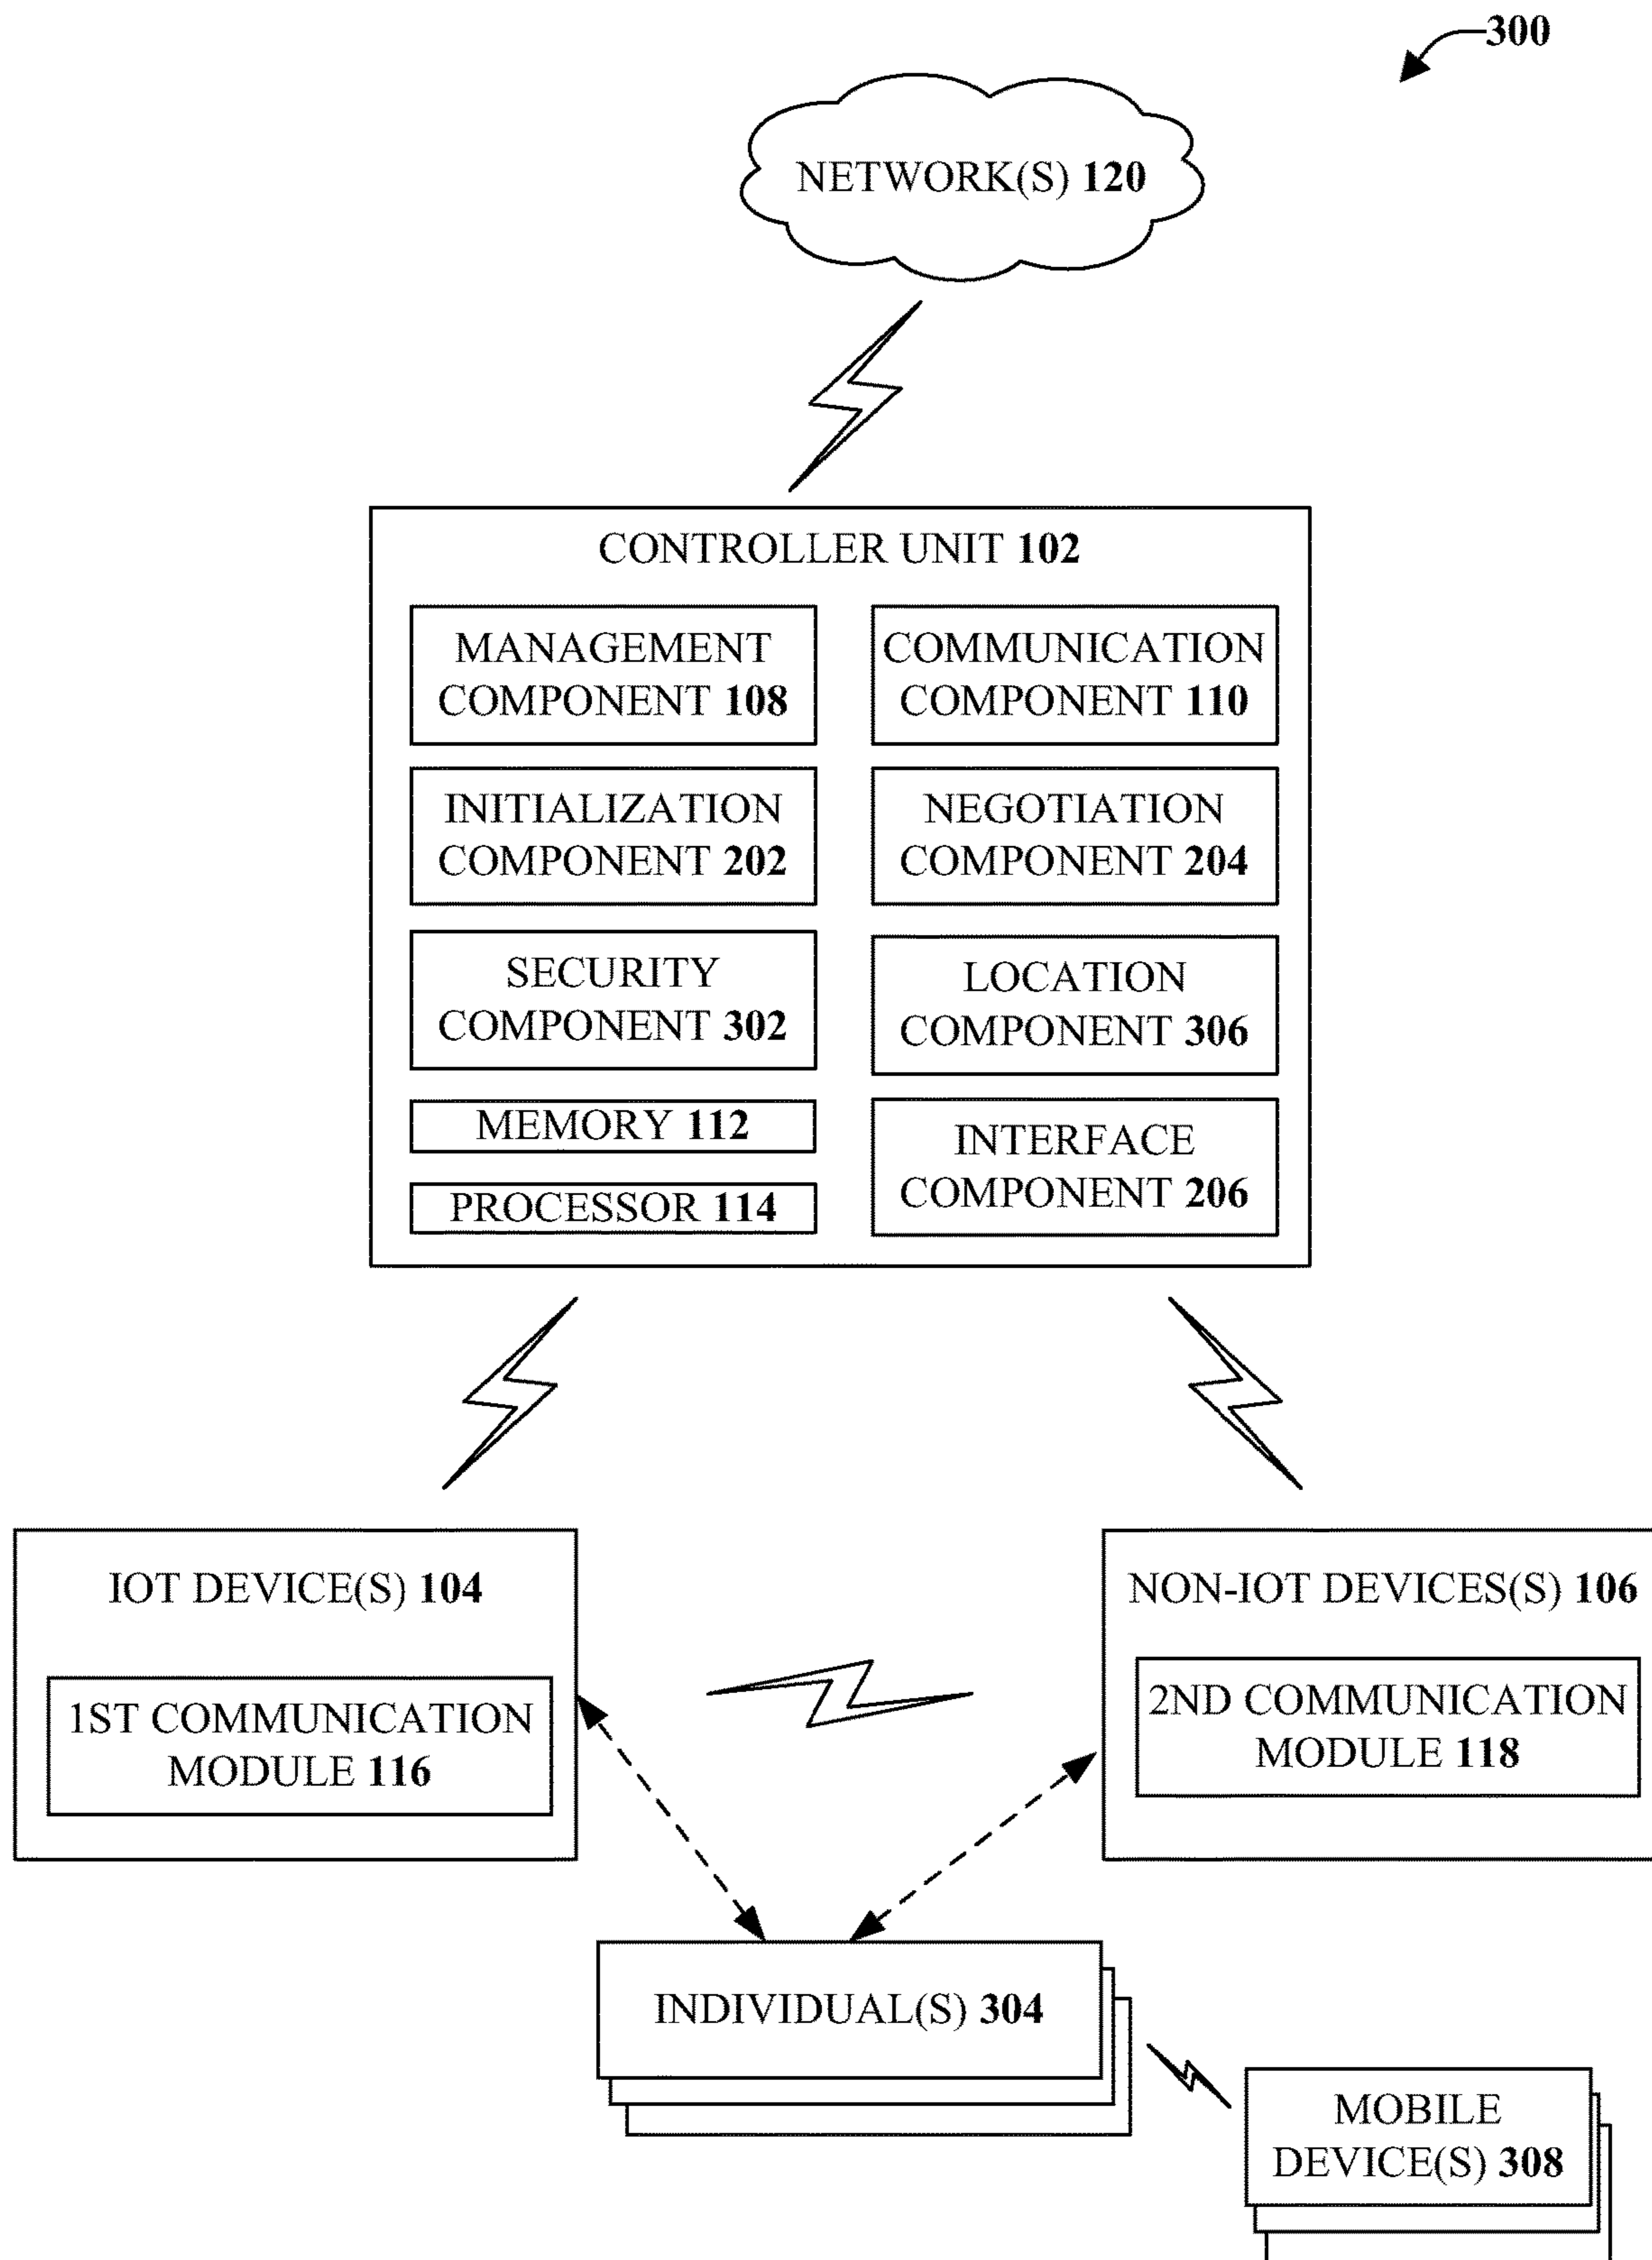 300
NETWORK(S) 120
CONTROLLER UNIT 102
MANAGEMENT
COMPONENT 108
COMMUNICATION
COMPONENT 110
INITIALIZATION
COMPONENT 202
NEGOTIATION
COMPONENT 204
SECURITY
COMPONENT 302
LOCATION
COMPONENT 306
MEMORY 112
PROCESSOR 114
INTERFACE
COMPONENT 206
IOT DEVICE(S) 104
1ST COMMUNICATION
MODULE 116
NON-IOT DEVICES(S) 106
2ND COMMUNICATION
MODULE 118
INDIVIDUAL(S) 304
MOBILE
DEVICE(S) 308